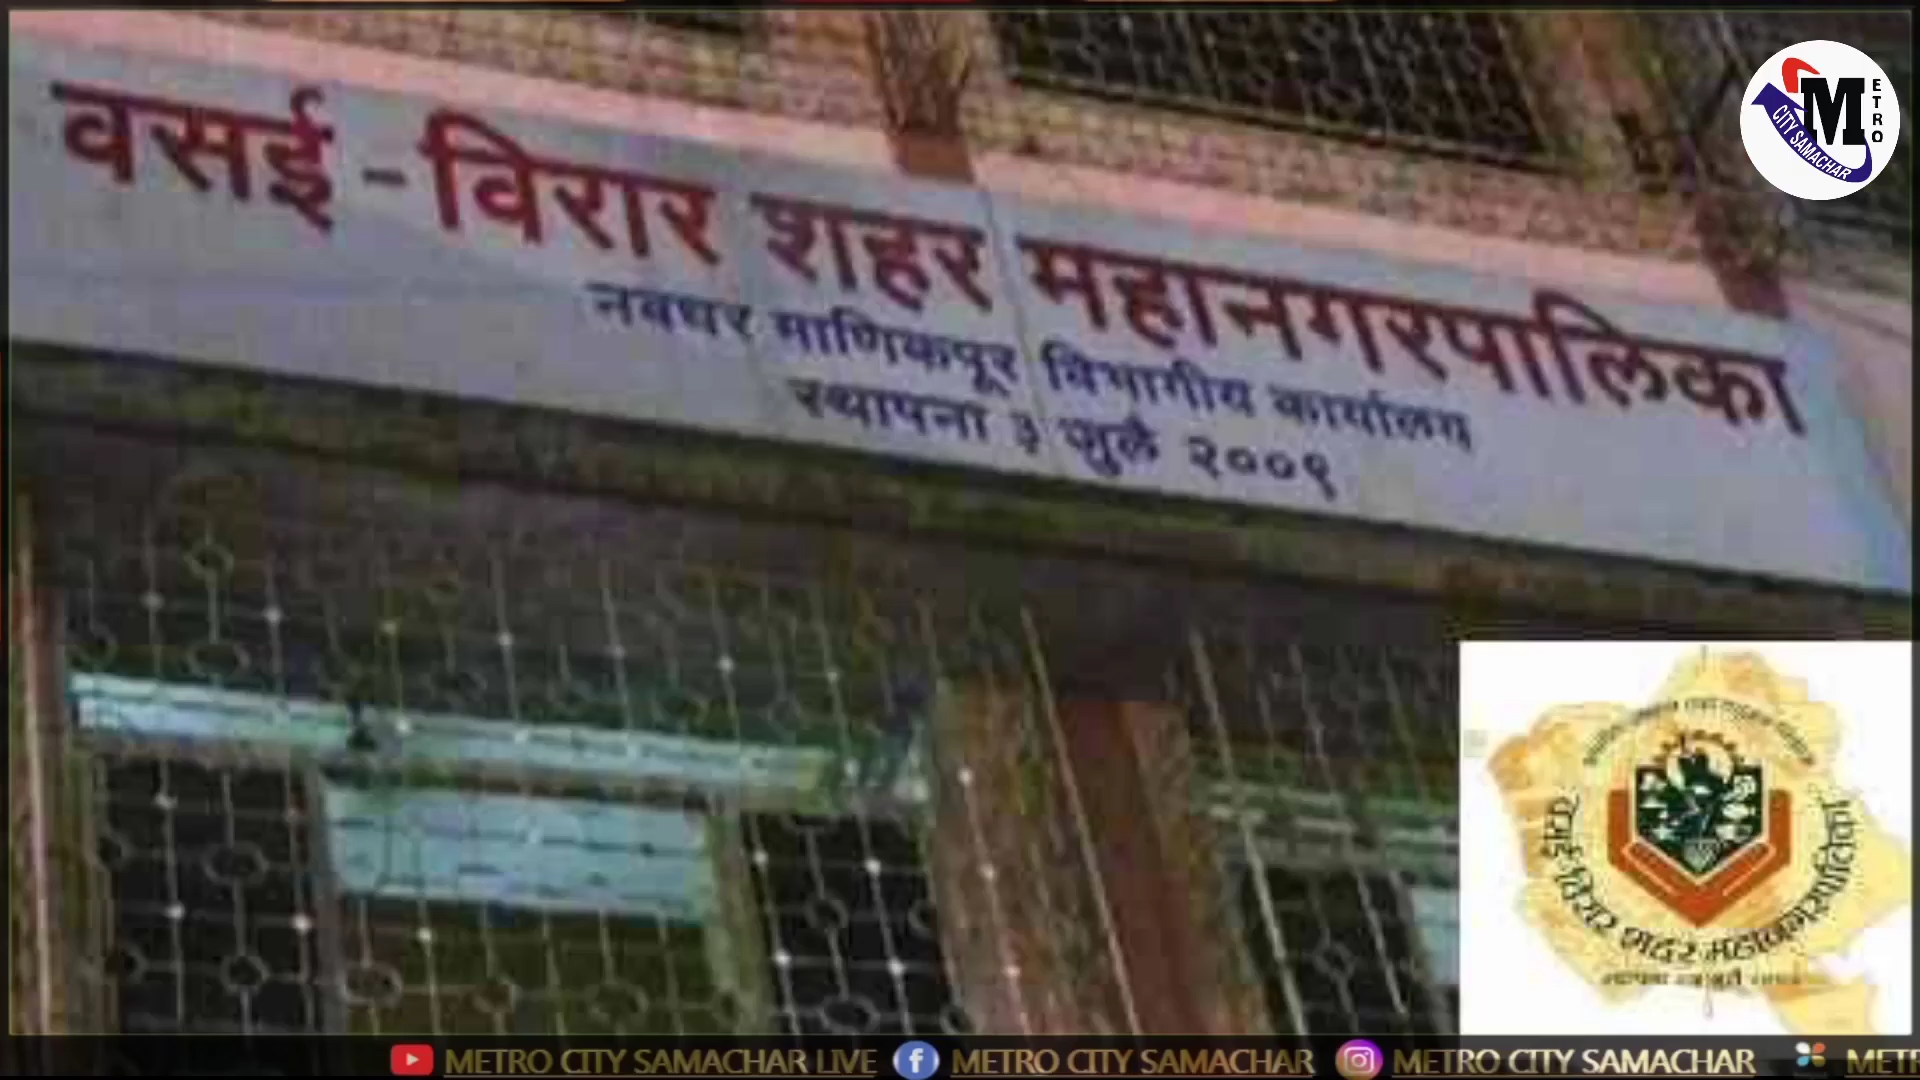 वसई - विरार शहर महानगरपालिका
नवघर माणिकपूर विभागीय कार्यालय
स्थापना ३ जुलै २००९
METRO
CITY SAMACHAR
वसई विरार शहर महानगरपालिका
METRO CITY SAMACHAR LIVE METRO CITY SAMACHAR METRO CITY SAMACHAR METR